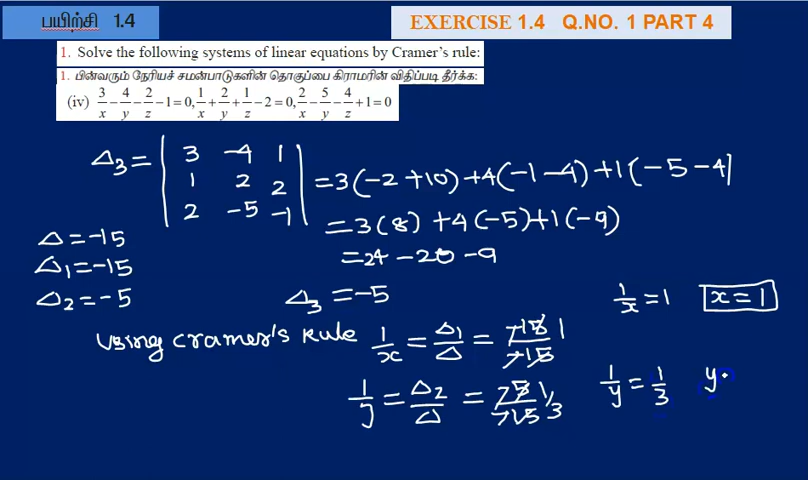 பயிற்சி 1.4
EXERCISE 1.4 Q.NO. 1 PART 4
1. Solve the following systems of linear equations by Cramer's rule:
1. பின்வரும் நேரியச் சமன்பாடுகளின் தொகுப்பை கிராமரின் விதிப்படி தீர்க்க:
(iv) 3/x - 4/y - 2/z - 1 = 0, 1/x + 2/y + 1/z - 2 = 0, 2/x - 5/y - 4/z + 1 = 0
Δ3 = | 3 -4 1 |
| 1 2 2 | = 3(-2+10) +4(-1-4) +1(-5-4)
| 2 -5 -1 | = 3(8) +4(-5)+1(-9)
Δ = -15
= 24 - 20 - 9
Δ1 = -15
Δ2 = -5 Δ3 = -5 1/x = 1 x = 1
Using Cramer's Rule 1/x = Δ1/Δ = -15/-15 1
1/y = Δ2/Δ = -5/-15 1/3 1/y = 1/3 y